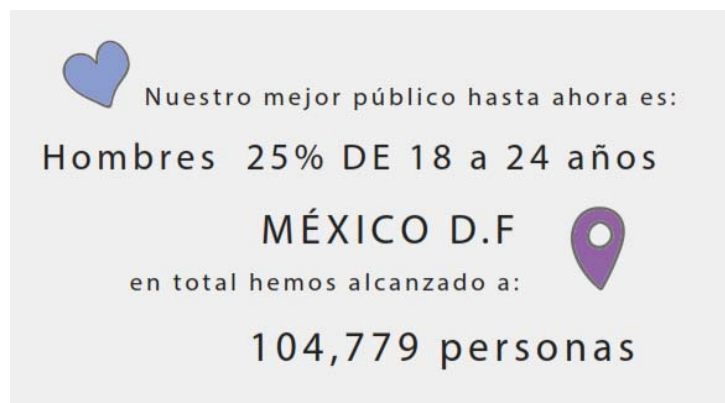 Nuestro mejor público hasta ahora es:
Hombres 25% DE 18 a 24 años
MÉXICO D.F
en total hemos alcanzado a:
104,779 personas